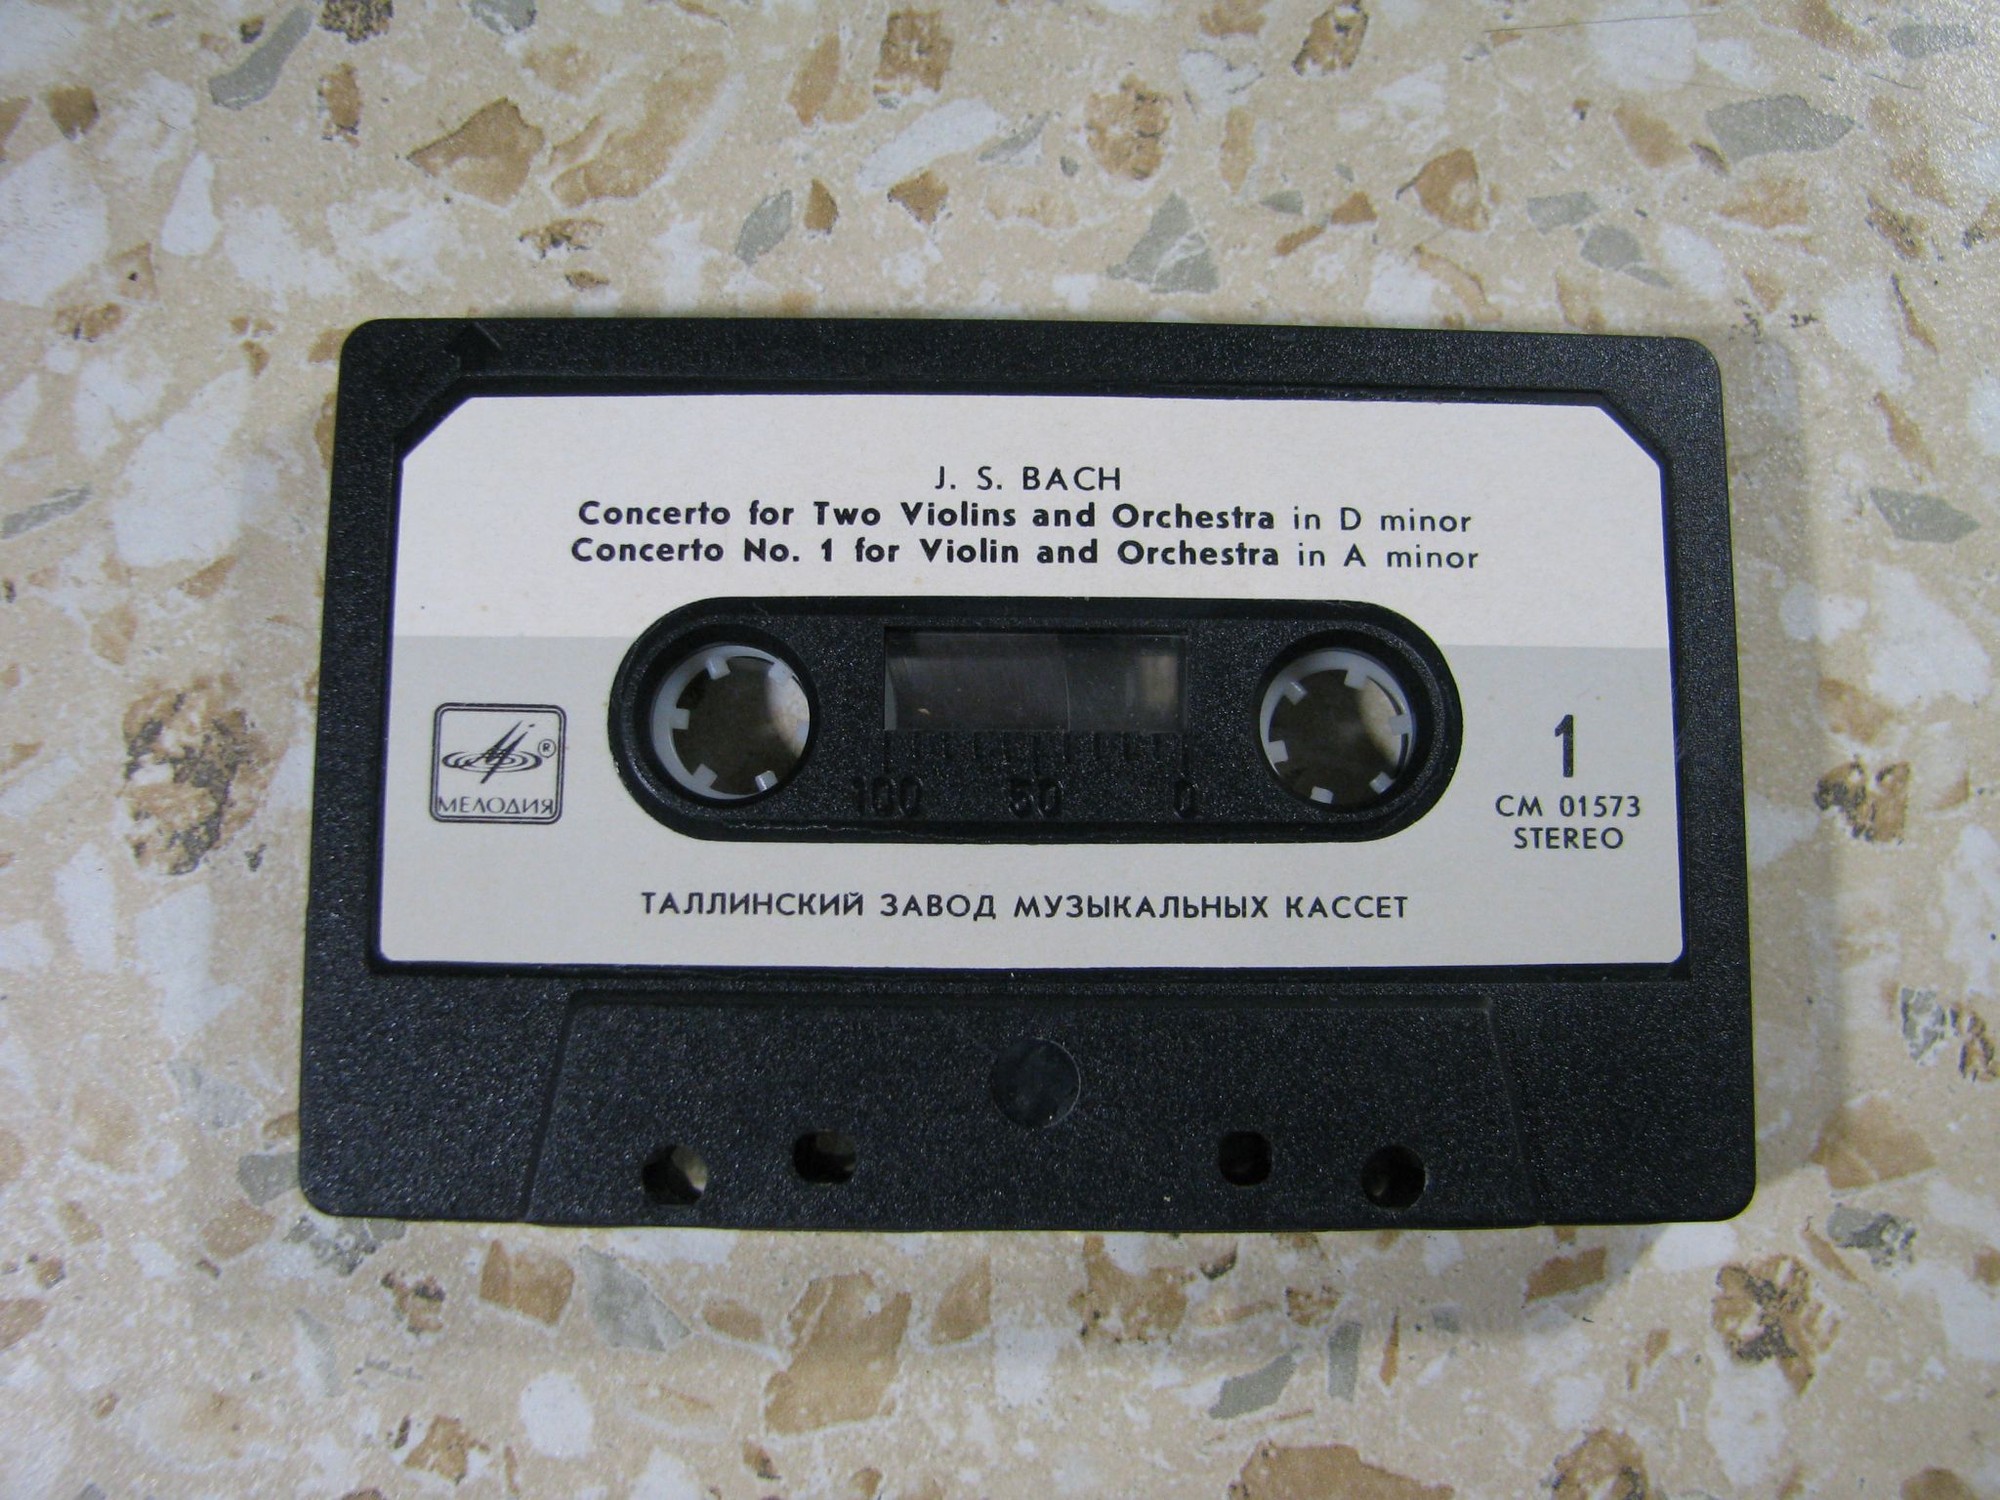 J. S. BACH
Concerto for Two Violins and Orchestra in D minor
Concerto No. 1 for Violin and Orchestra in A minor
®
МЕЛОДИЯ
100 50 0
1
СМ 01573
STEREO
ТАЛЛИНСКИЙ ЗАВОД МУЗЫКАЛЬНЫХ КАССЕТ